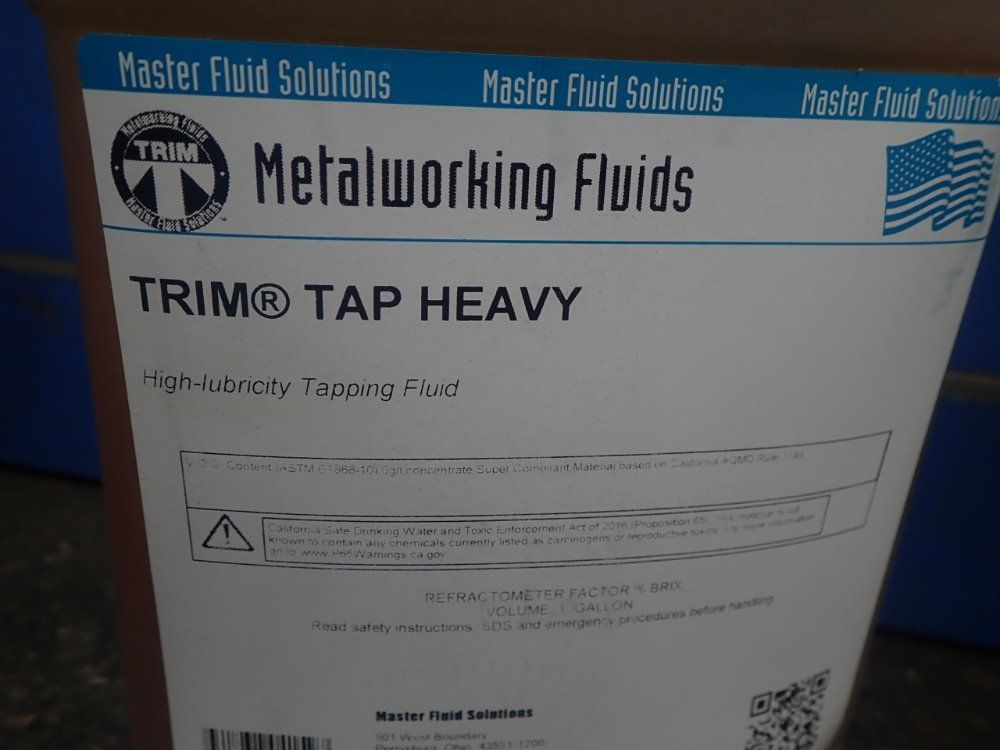 Master Fluid Solutions Master Fluid Solutions Master Fluid Solution
Metalworking Fluids
TRIM
Master Fluid Solutions
Metalworking Fluids
TRIM® TAP HEAVY
High-lubricity Tapping Fluid
V.O.C. Content (ASTM E1868-10) 0g/l concentrate Super Compliant Material based on California AQMD Rule 1144
California Safe Drinking Water and Toxic Enforcement Act of 2016 (Proposition 65) This material is not
known to contain any chemicals currently listed as carcinogens or reproductive toxins. For more information
go to www.P65Warnings.ca.gov
REFRACTOMETER FACTOR % BRIX
VOLUME 1 GALLON
Read safety instructions, SDS and emergency procedures before handling
Master Fluid Solutions
501 West Boundary
Perrysburg, Ohio 43551-1200